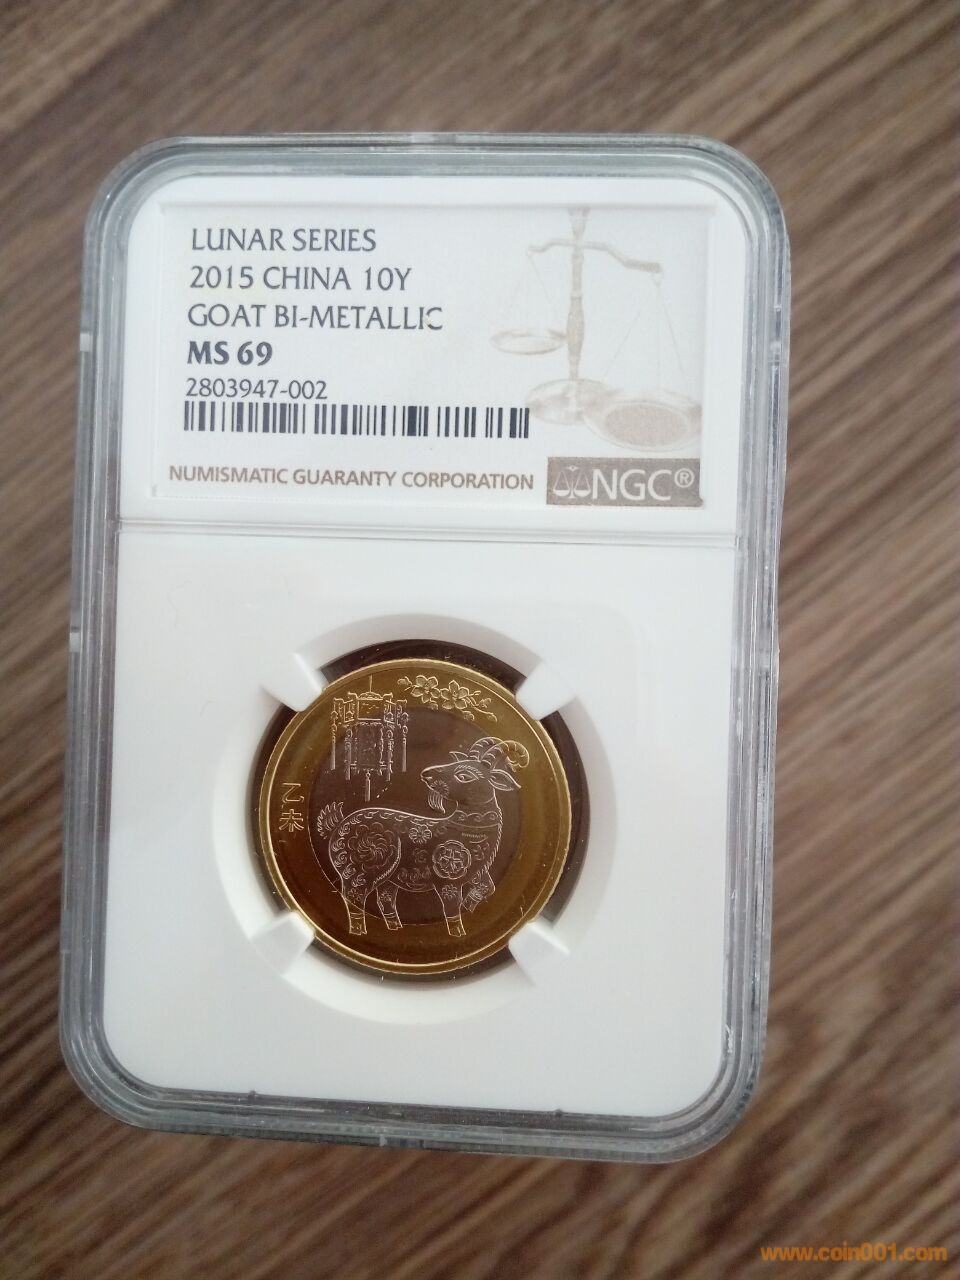 LUNAR SERIES
2015 CHINA 10Y
GOAT BI-METALLIC
MS 69
2803947-002
NUMISMATIC GUARANTY CORPORATION
NGC®
乙未
www.coin001.com